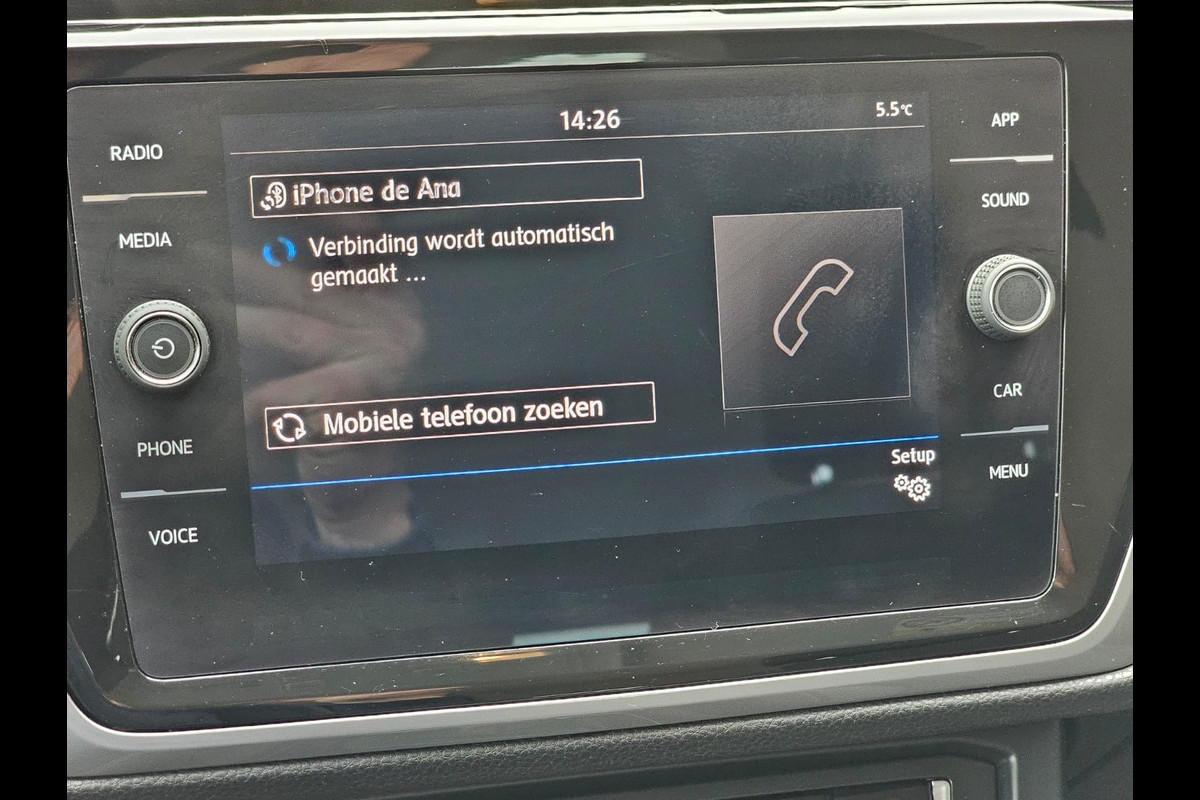 14:26
5.5°C
RADIO
MEDIA
PHONE
VOICE
iPhone de Ana
Verbinding wordt automatisch
gemaakt ...
Mobiele telefoon zoeken
Setup
APP
SOUND
CAR
MENU